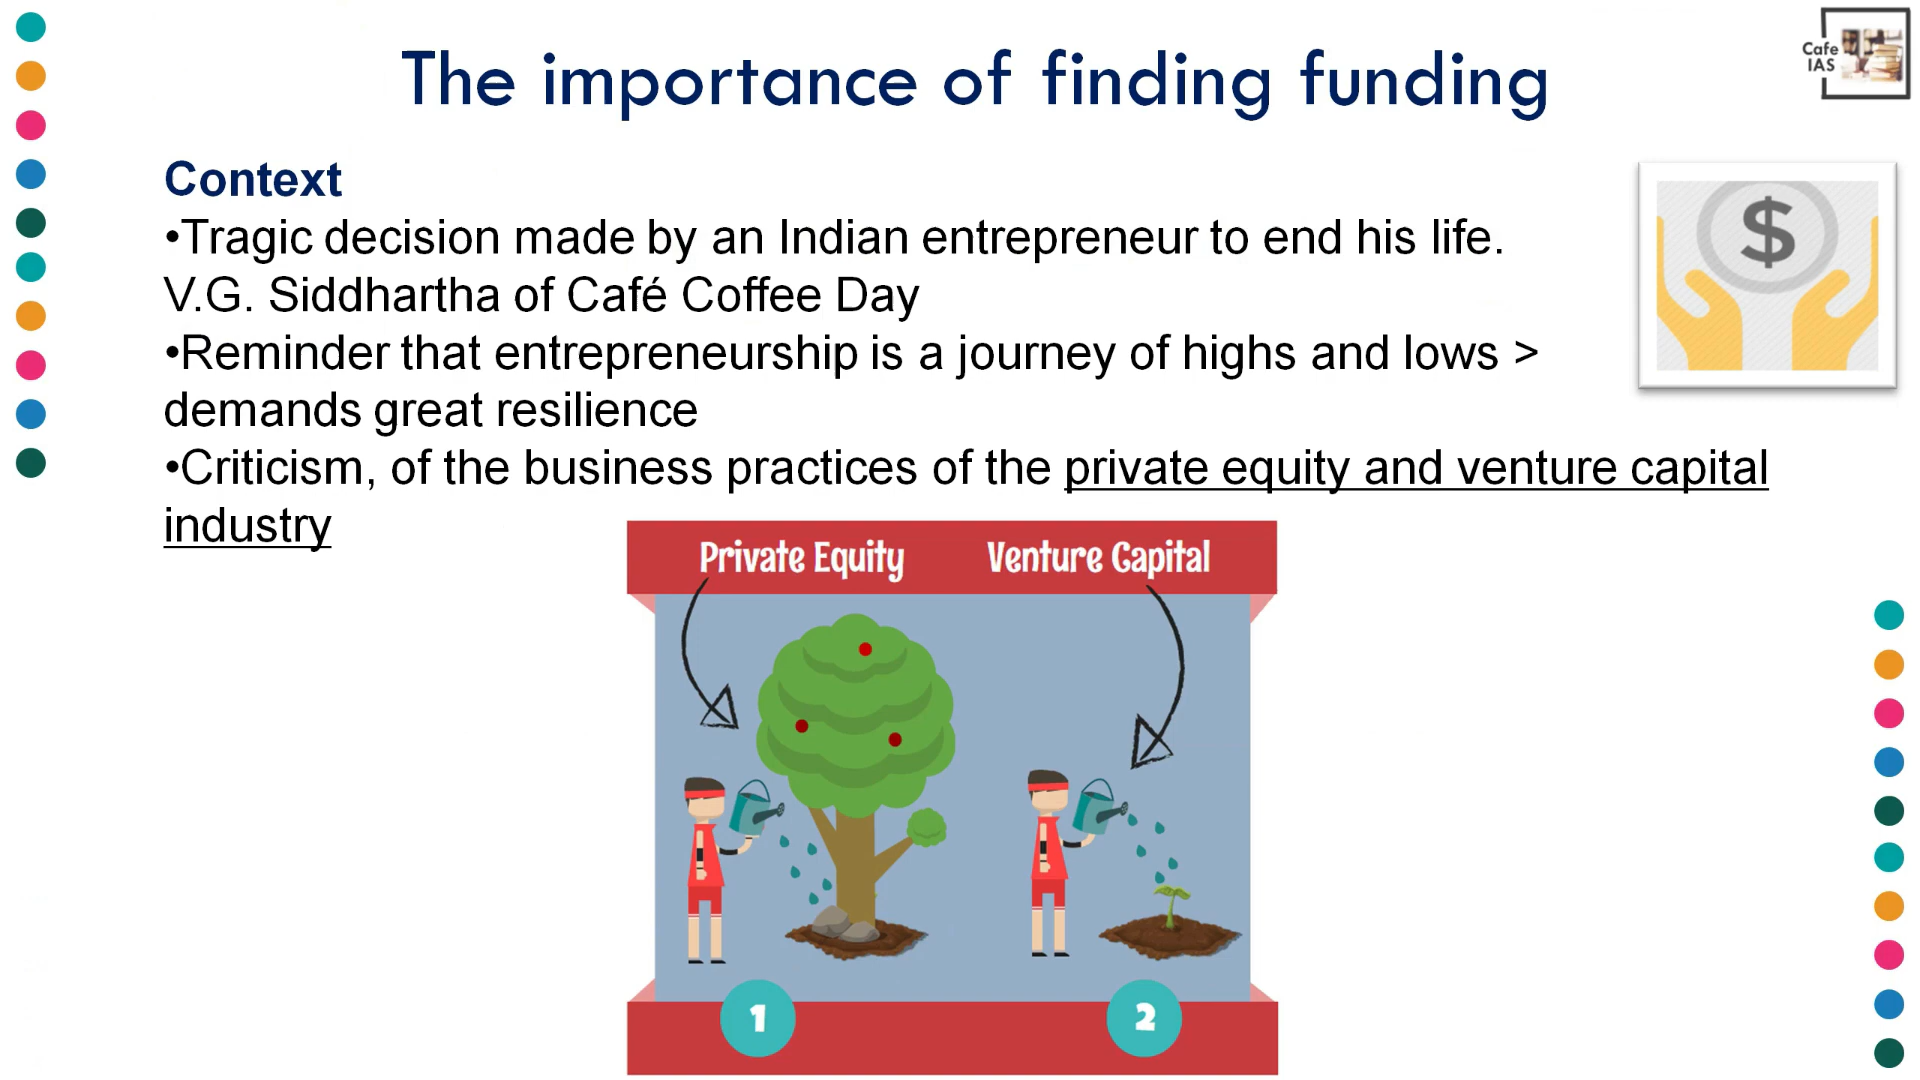 The importance of finding funding
Cafe
IAS
Context
•Tragic decision made by an Indian entrepreneur to end his life.
V.G. Siddhartha of Café Coffee Day
•Reminder that entrepreneurship is a journey of highs and lows >
demands great resilience
•Criticism, of the business practices of the private equity and venture capital
industry
$
Private Equity Venture Capital
1 2